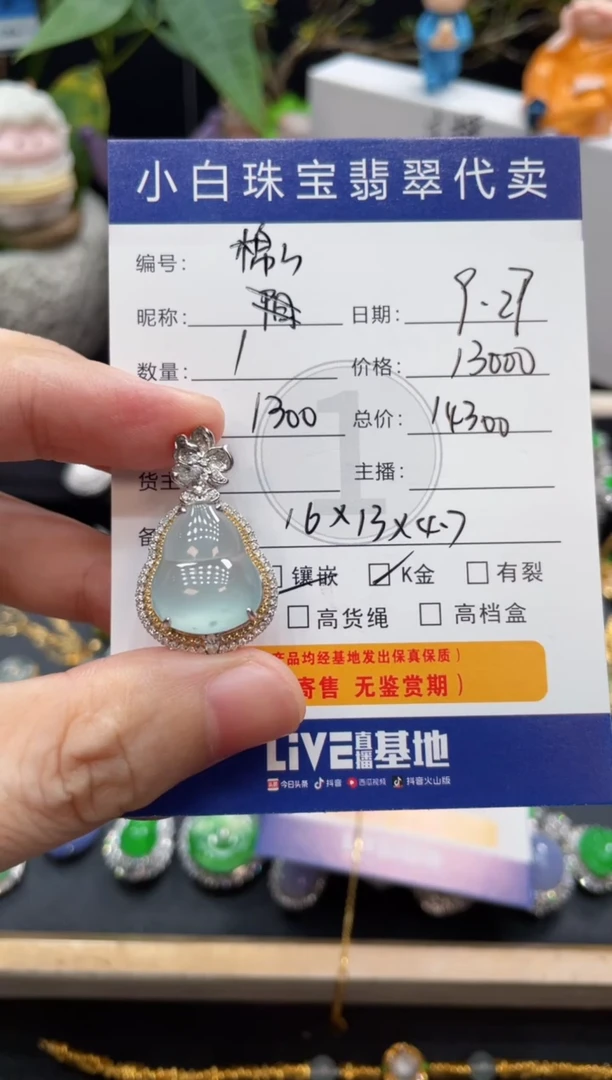 小白珠宝翡翠代卖
编号： 棉
昵称： 日期： 9.27
数量： 1 价格： 13000
1300 总价： 14300
货主 主播：
备 16×13×4.7
镶嵌 K金 有裂
高货绳 高档盒
产品均经基地发出保真保质）
寄售 无鉴赏期）
LiVE直播基地
今日头条 抖音 西瓜视频 抖音火山版